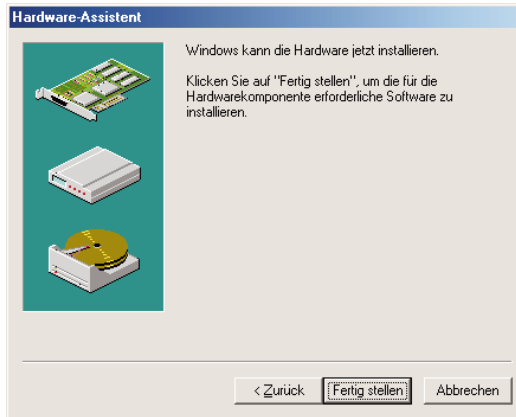 Hardware-Assistent
Windows kann die Hardware jetzt installieren.
Klicken Sie auf "Fertig stellen", um die für die
Hardwarekomponente erforderliche Software zu
installieren.
< Zurück
Fertig stellen
Abbrechen